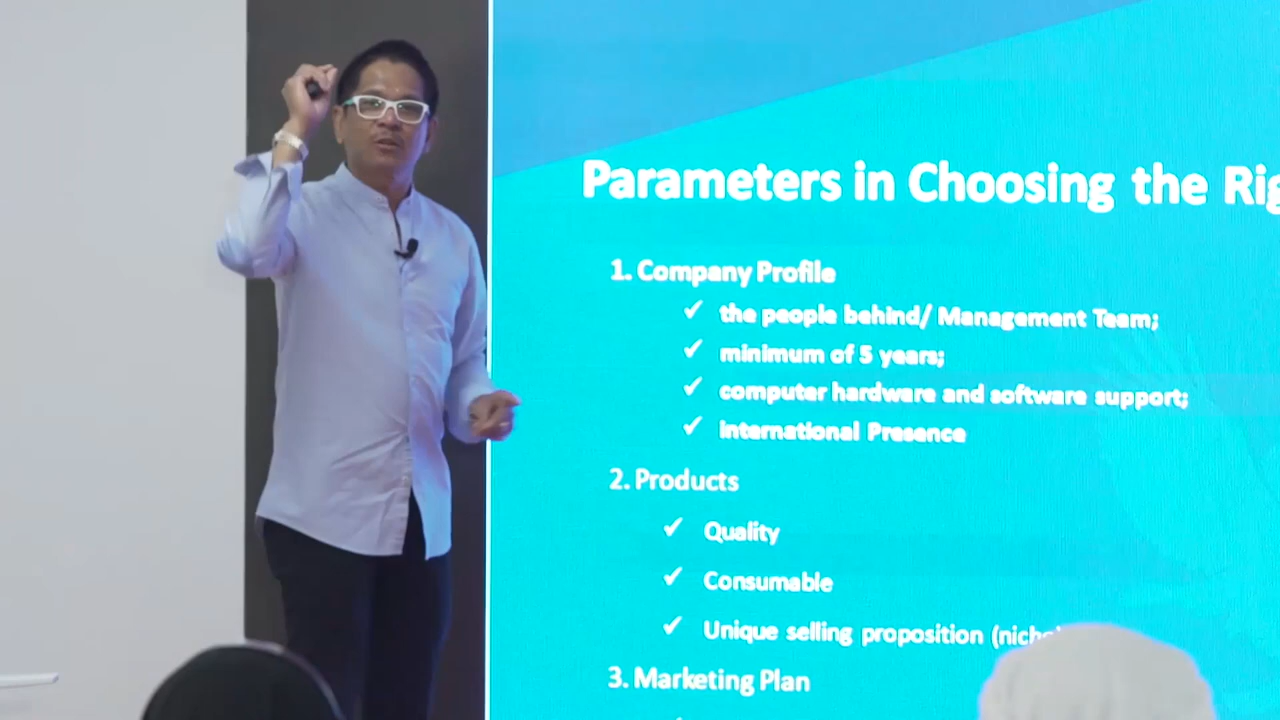 Parameters in Choosing the
1. Company Profile
✓ the people behind/ Management Team;
✓ minimum of 5 years;
✓ computer hardware and software support;
✓ international Presence
2. Products
✓ Quality
✓ Consumable
✓ Unique selling proposition
3. Marketing Plan